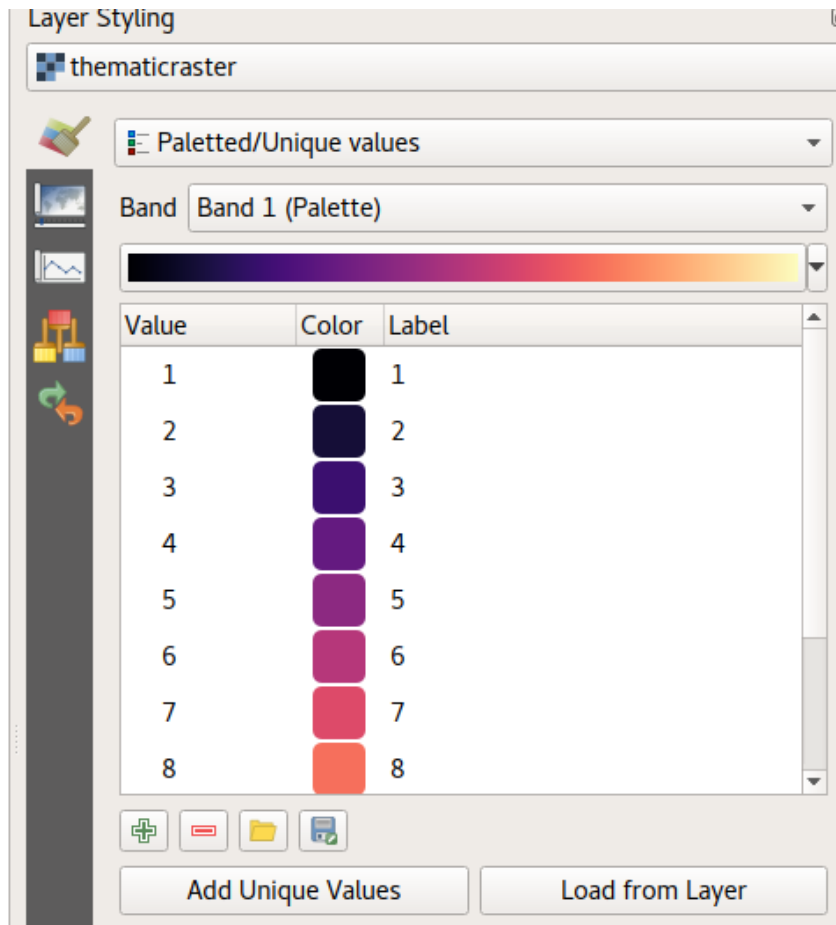 Layer Styling
thematicraster
Paletted/Unique values
Band Band 1 (Palette)
Value Color Label
1 1
2 2
3 3
4 4
5 5
6 6
7 7
8 8
Add Unique Values Load from Layer